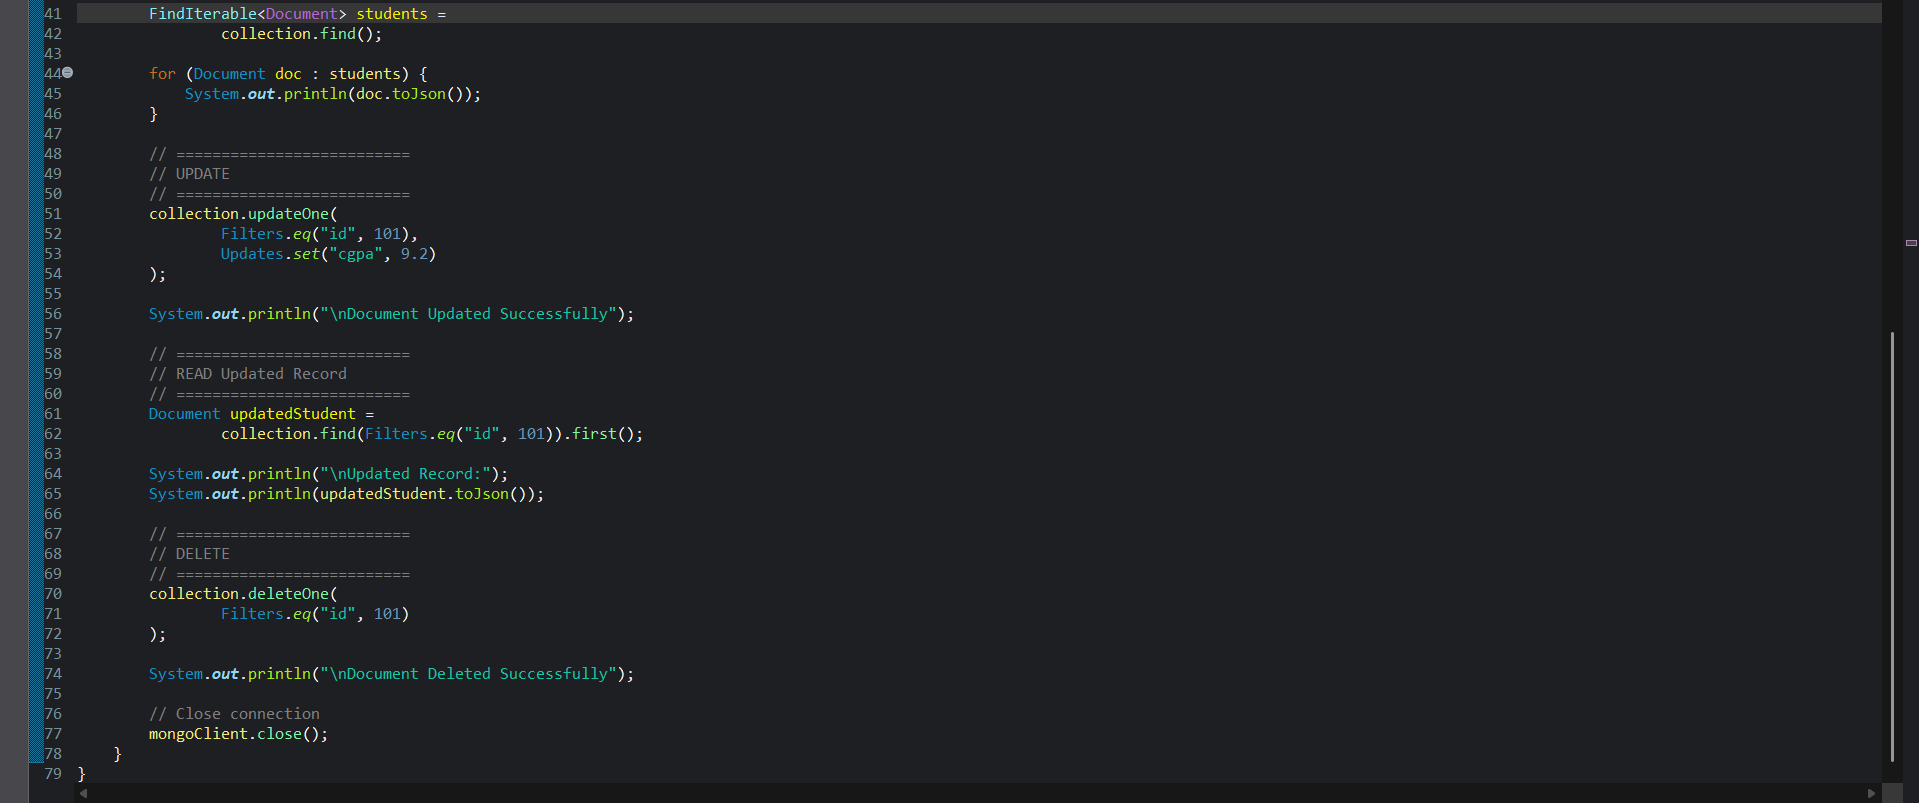 41 FindIterable<Document> students =
42 collection.find();
43
44 for (Document doc : students) {
45 System.out.println(doc.toJson());
46 }
47
48 // ==========================
49 // UPDATE
50 // ==========================
51 collection.updateOne(
52 Filters.eq("id", 101),
53 Updates.set("cgpa", 9.2)
54 );
55
56 System.out.println("\nDocument Updated Successfully");
57
58 // ==========================
59 // READ Updated Record
60 // ==========================
61 Document updatedStudent =
62 collection.find(Filters.eq("id", 101)).first();
63
64 System.out.println("\nUpdated Record:");
65 System.out.println(updatedStudent.toJson());
66
67 // ==========================
68 // DELETE
69 // ==========================
70 collection.deleteOne(
71 Filters.eq("id", 101)
72 );
73
74 System.out.println("\nDocument Deleted Successfully");
75
76 // Close connection
77 mongoClient.close();
78 }
79 }